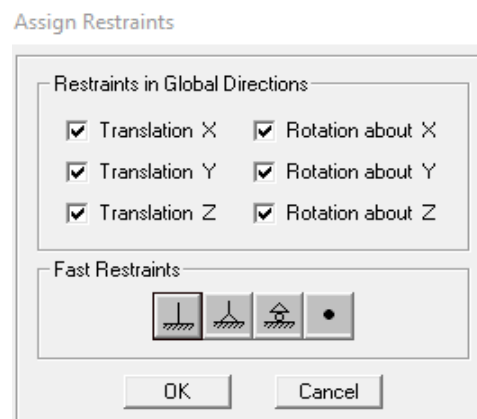 Assign Restraints
Restraints in Global Directions
Translation X Rotation about X
Translation Y Rotation about Y
Translation Z Rotation about Z
Fast Restraints
OK Cancel